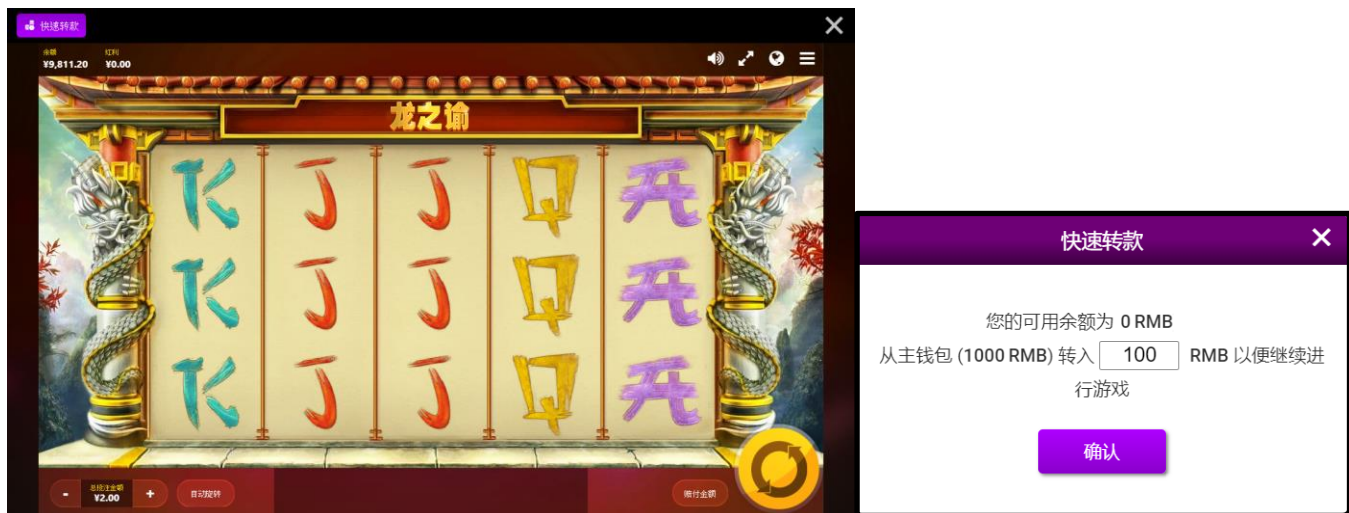 快速转款
余额
红利
¥9,811.20
¥0.00
龙之谕
K J J Q A
K J J Q A
K J J Q A
- 总投注金额 +
¥2.00
自动旋转
赔付金额
快速转款
您的可用余额为 0 RMB
从主钱包 (1000 RMB) 转入 100 RMB 以便继续进
行游戏
确认